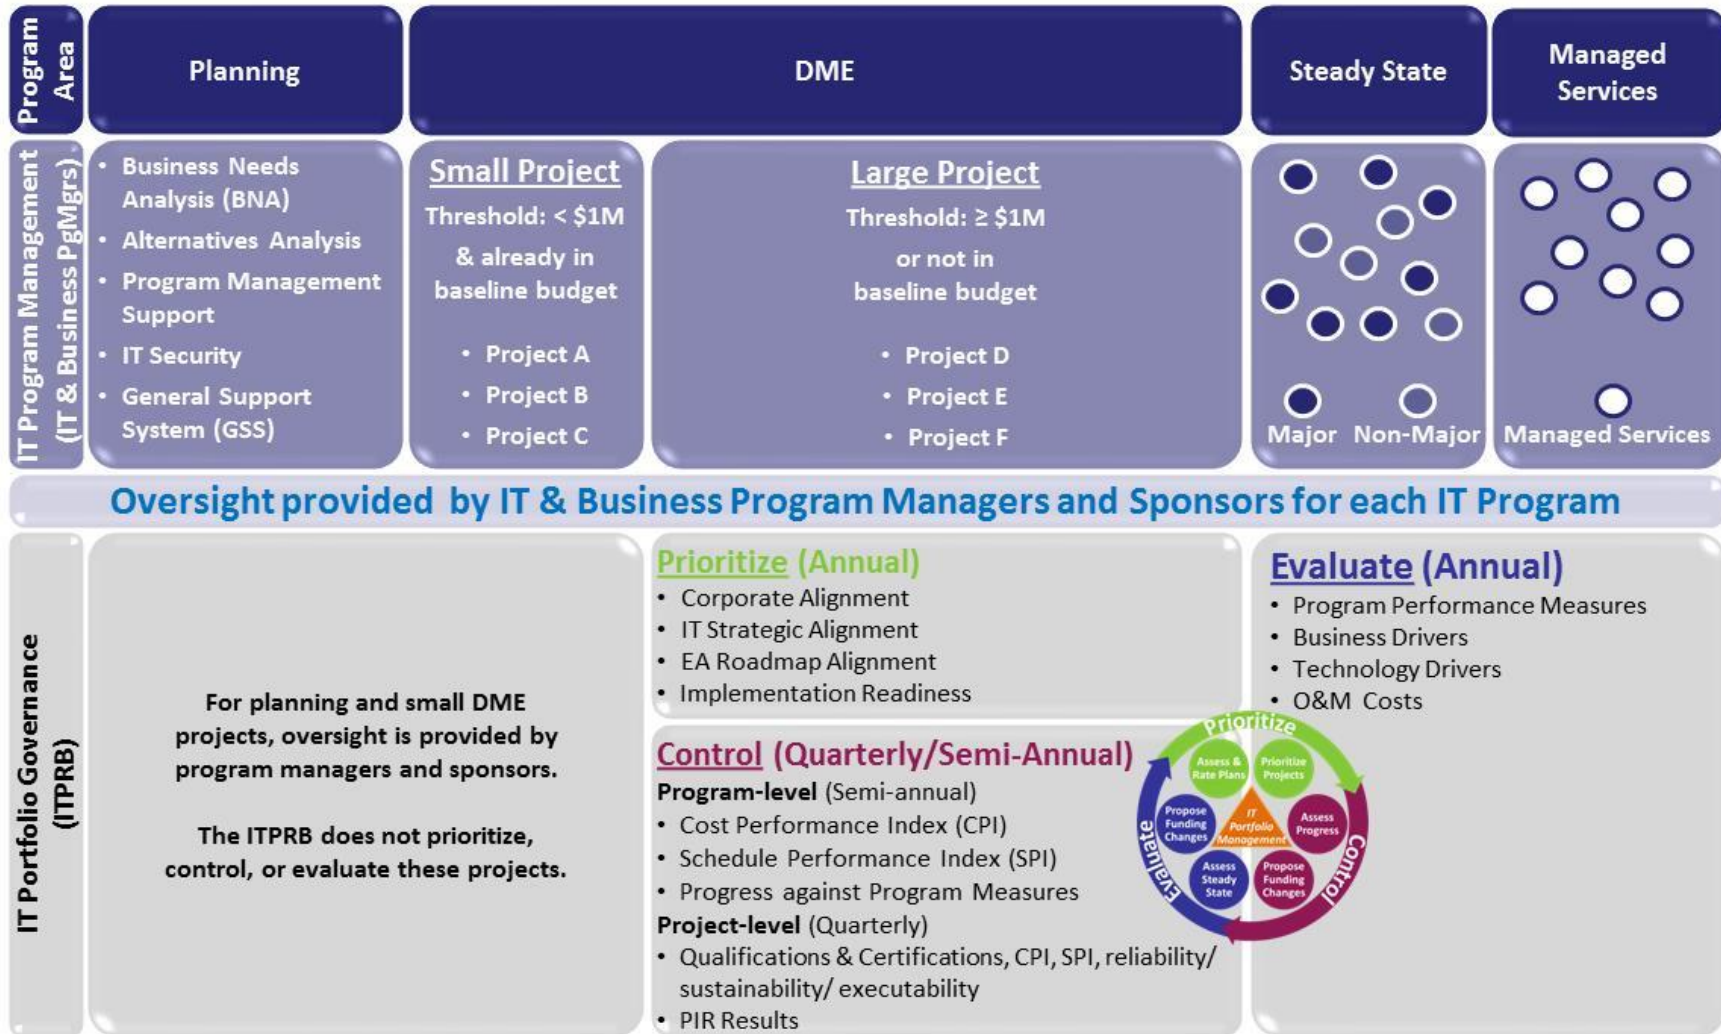 Program
Area
Planning
DME
Steady State
Managed
Services
IT Program Management
(IT & Business PgMgrs)
• Business Needs
Analysis (BNA)
• Alternatives Analysis
• Program Management
Support
• IT Security
• General Support
System (GSS)
Small Project
Threshold: < $1M
& already in
baseline budget
• Project A
• Project B
• Project C
Large Project
Threshold: ≥ $1M
or not in
baseline budget
• Project D
• Project E
• Project F
Major Non-Major
Managed Services
Oversight provided by IT & Business Program Managers and Sponsors for each IT Program
IT Portfolio Governance
(ITPRB)
For planning and small DME
projects, oversight is provided by
program managers and sponsors.
The ITPRB does not prioritize,
control, or evaluate these projects.
Prioritize (Annual)
• Corporate Alignment
• IT Strategic Alignment
• EA Roadmap Alignment
• Implementation Readiness
Control (Quarterly/Semi-Annual)
Program-level (Semi-annual)
• Cost Performance Index (CPI)
• Schedule Performance Index (SPI)
• Progress against Program Measures
Project-level (Quarterly)
• Qualifications & Certifications, CPI, SPI, reliability/
sustainability/ executability
• PIR Results
Evaluate (Annual)
• Program Performance Measures
• Business Drivers
• Technology Drivers
• O&M Costs
Prioritize
Assess &
Rate Plans
Prioritize
Projects
Propose
Funding
Changes
IT
Portfolio
Management
Assess
Progress
Assess
Steady
State
Propose
Funding
Changes
Evaluate
Control